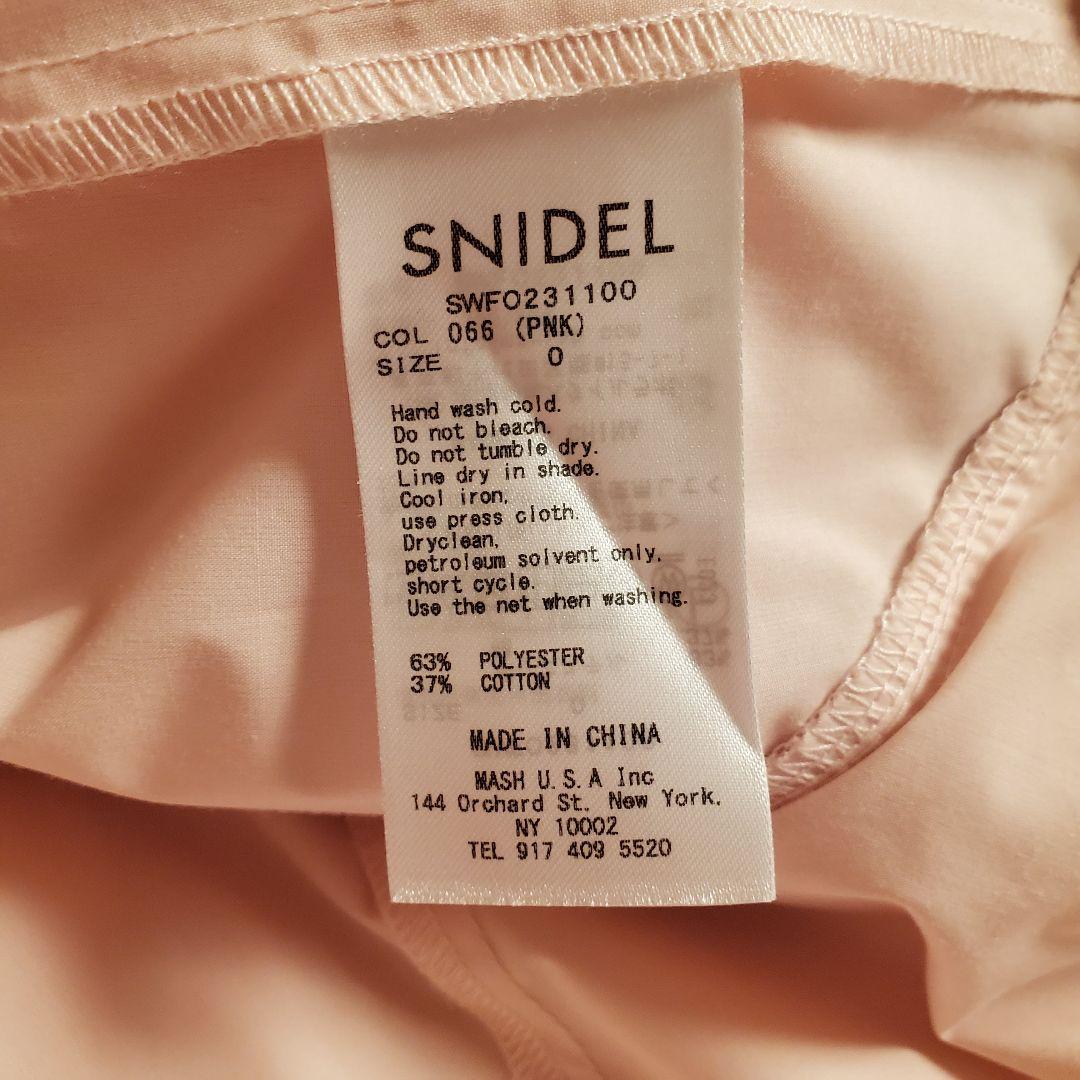 SNIDEL
SWFO231100
COL 066 (PNK)
SIZE 0
Hand wash cold.
Do not bleach.
Do not tumble dry.
Line dry in shade.
Cool iron,
use press cloth.
Dryclean,
petroleum solvent only,
short cycle.
Use the net when washing.
63% POLYESTER
37% COTTON
MADE IN CHINA
MASH U.S.A Inc
144 Orchard St. New York.
NY 10002
TEL 917 409 5520